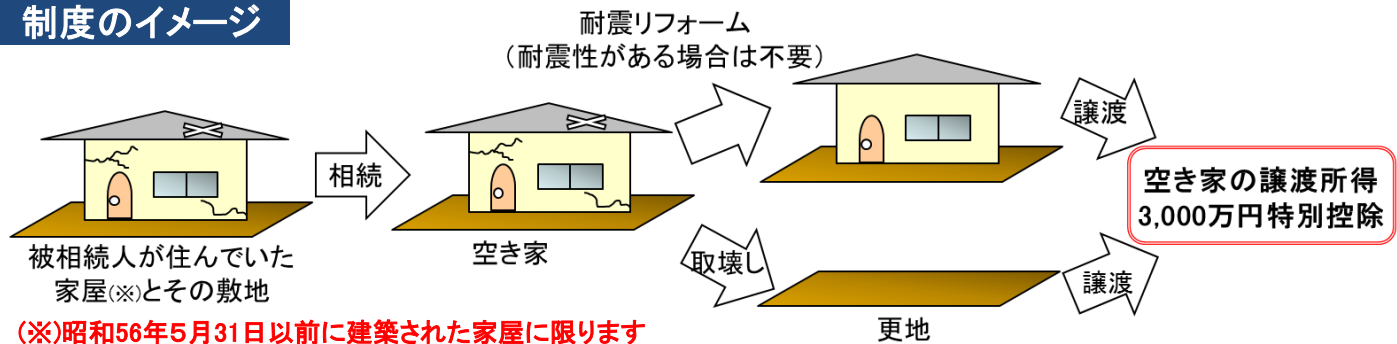 制度のイメージ
耐震リフォーム
（耐震性がある場合は不要）
相続
譲渡
空き家の譲渡所得
3,000万円特別控除
被相続人が住んでいた
家屋(※)とその敷地
空き家
取壊し
譲渡
更地
(※)昭和56年５月31日以前に建築された家屋に限ります